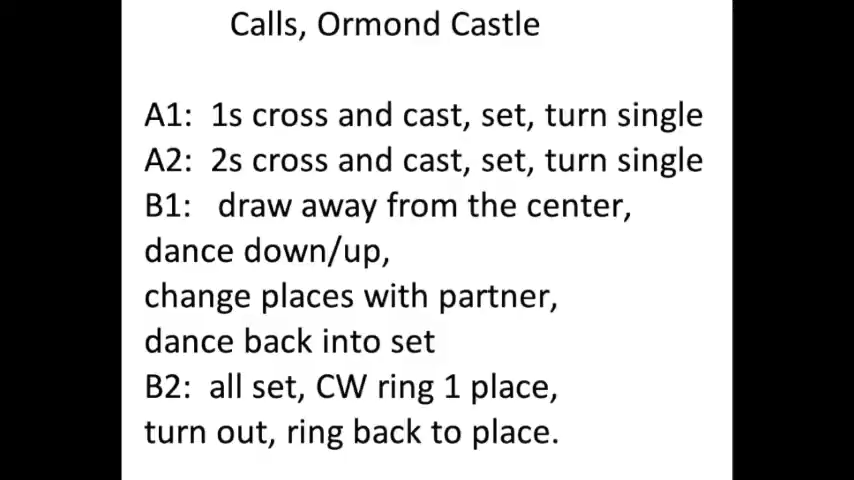 Calls, Ormond Castle
A1: 1s cross and cast, set, turn single
A2: 2s cross and cast, set, turn single
B1: draw away from the center,
dance down/up,
change places with partner,
dance back into set
B2: all set, CW ring 1 place,
turn out, ring back to place.